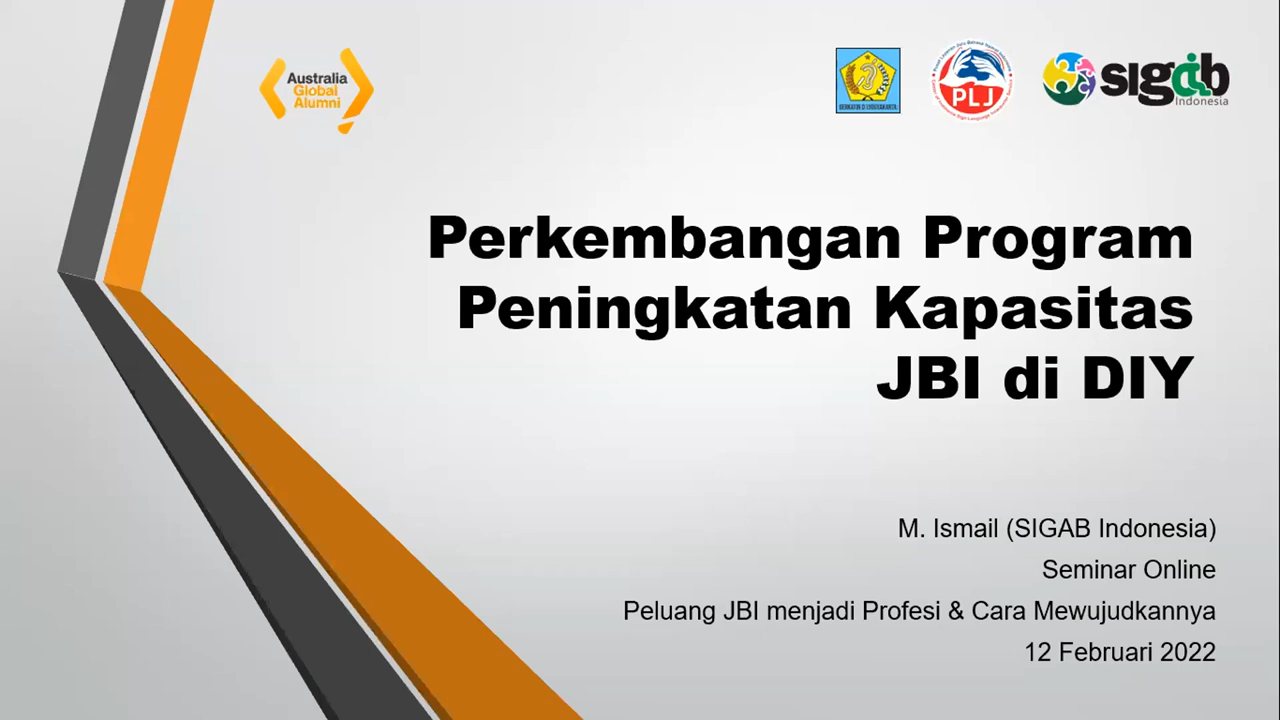 Australia
Global
Alumni
PLJ
sigab
Indonesia
Perkembangan Program
Peningkatan Kapasitas
JBI di DIY
M. Ismail (SIGAB Indonesia)
Seminar Online
Peluang JBI menjadi Profesi & Cara Mewujudkannya
12 Februari 2022